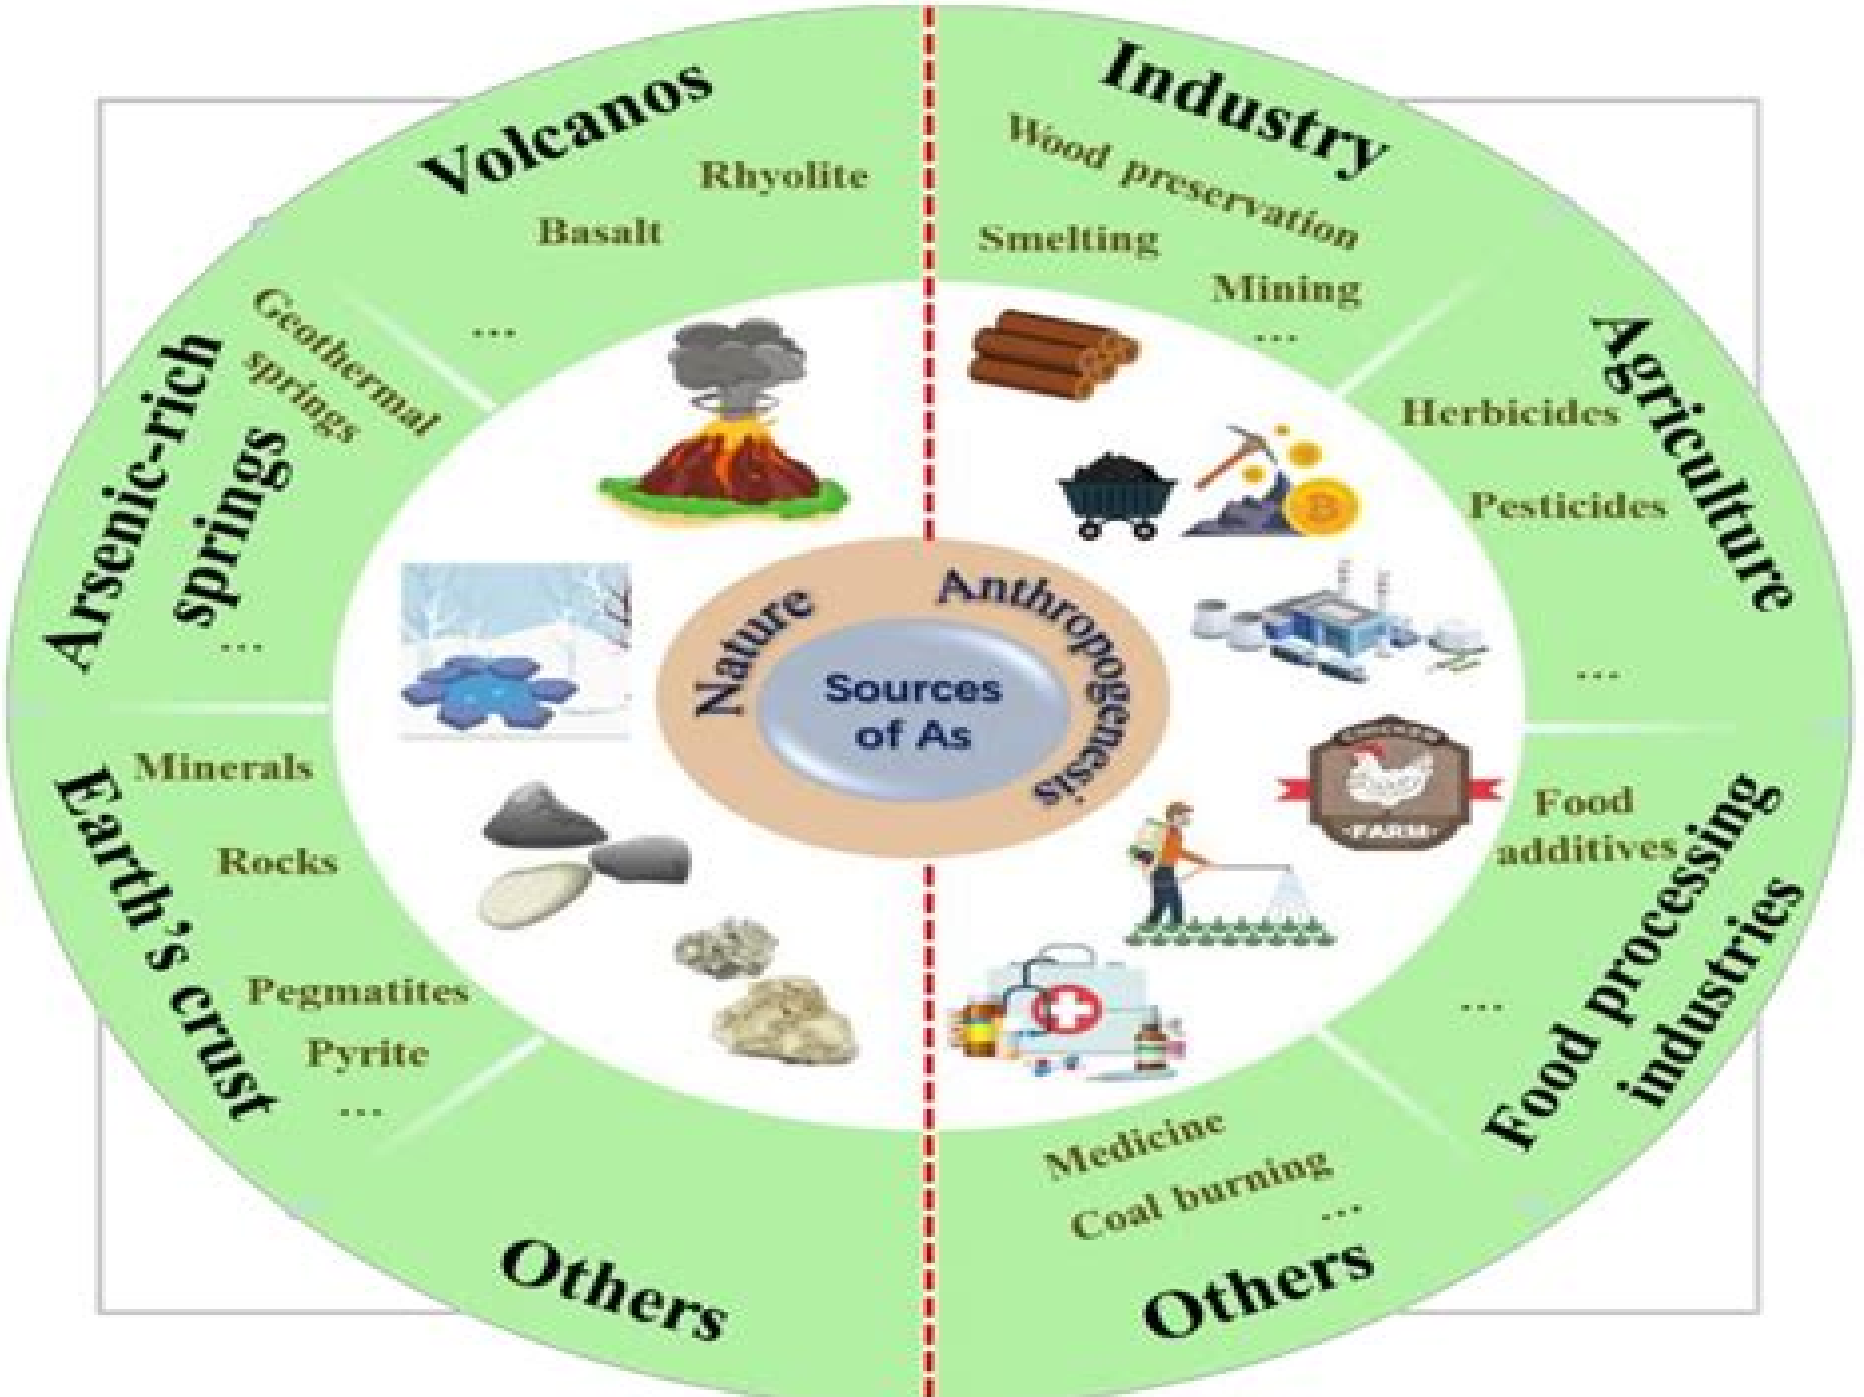 Volcanos
Rhyolite
Basalt
...
Arsenic-rich
springs
Geothermal
springs
...
Earth's crust
Minerals
Rocks
Pegmatites
Pyrite
...
Others
Industry
Wood preservation
Smelting
Mining
...
Agriculture
Herbicides
Pesticides
...
Food processing
industries
Food
additives
...
Medicine
Coal burning
...
Others
Nature
Anthropogenesis
Sources
of As
B
CHICKEN
·FARM·